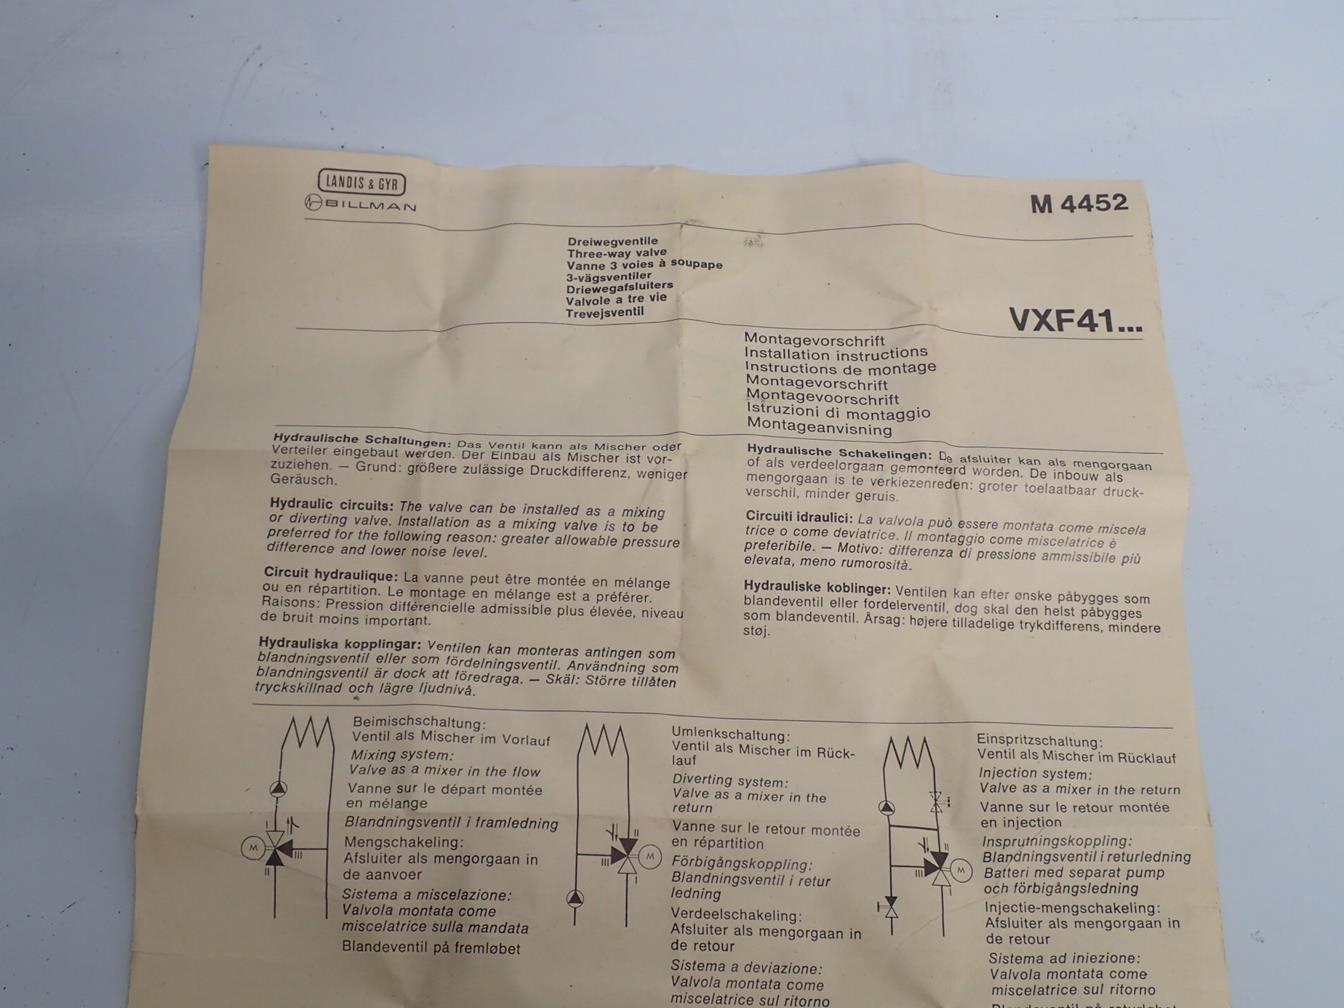 LANDIS & GYR
BILLMAN
M 4452
Dreiwegventile
Three-way valve
Vanne 3 voies à soupape
3-vägsventiler
Driewegafsluiters
Valvole a tre vie
Trevejsventil
VXF41...
Montagevorschrift
Installation instructions
Instructions de montage
Montagevorschrift
Montagevoorschrift
Istruzioni di montaggio
Montageanvisning
Hydraulische Schaltungen: Das Ventil kann als Mischer oder
Verteiler eingebaut werden. Der Einbau als Mischer ist vor-
zuziehen. – Grund: größere zulässige Druckdifferenz, weniger
Geräusch.
Hydraulic circuits: The valve can be installed as a mixing
or diverting valve. Installation as a mixing valve is to be
preferred for the following reason: greater allowable pressure
difference and lower noise level.
Circuit hydraulique: La vanne peut être montée en mélange
ou en répartition. Le montage en mélange est a préférer.
Raisons: Pression différencielle admissible plus élevée, niveau
de bruit moins important.
Hydrauliska kopplingar: Ventilen kan monteras antingen som
blandningsventil eller som fördelningsventil. Användning som
blandningsventil är dock att föredraga. – Skäl: Större tillåten
tryckskillnad och lägre ljudnivå.
Hydraulische Schakelingen: De afsluiter kan als mengorgaan
of als verdeelorgaan gemonteerd worden. De inbouw als
mengorgaan is te verkiezenreden: groter toelaatbaar druck-
verschil, minder geruis.
Circuiti idraulici: La valvola può essere montata come miscela
trice o come deviatrice. Il montaggio come miscelatrice è
preferibile. – Motivo: differenza di pressione ammissibile più
elevata, meno rumorosità.
Hydrauliske koblinger: Ventilen kan efter ønske påbygges som
blandeventil eller fordelerventil, dog skal den helst påbygges
som blandeventil. Årsag: højere tilladelige trykdifferens, mindere
støj.
Beimischschaltung:
Ventil als Mischer im Vorlauf
Mixing system:
Valve as a mixer in the flow
Vanne sur le départ montée
en mélange
Blandningsventil i framledning
Mengschakeling:
Afsluiter als mengorgaan in
de aanvoer
Sistema a miscelazione:
Valvola montata come
miscelatrice sulla mandata
Blandeventil på fremløbet
I
M
III
II
Umlenkschaltung:
Ventil als Mischer im Rück-
lauf
Diverting system:
Valve as a mixer in the
return
Vanne sur le retour montée
en répartition
Förbigångskoppling:
Blandningsventil i retur
ledning
Verdeelschakeling:
Afsluiter als mengorgaan in
de retour
Sistema a deviazione:
Valvola montata come
miscelatrice sul ritorno
II
M
III
I
Einspritzschaltung:
Ventil als Mischer im Rücklauf
Injection system:
Valve as a mixer in the return
Vanne sur le retour montée
en injection
Insprutningskoppling:
Blandningsventil i returledning
Batteri med separat pump
och förbigångsledning
Injectie-mengschakeling:
Afsluiter als mengorgaan in
de retour
Sistema ad iniezione:
Valvola montata come
miscelatrice sul ritorno
Blandeventil på returløbet
II
M
III
I